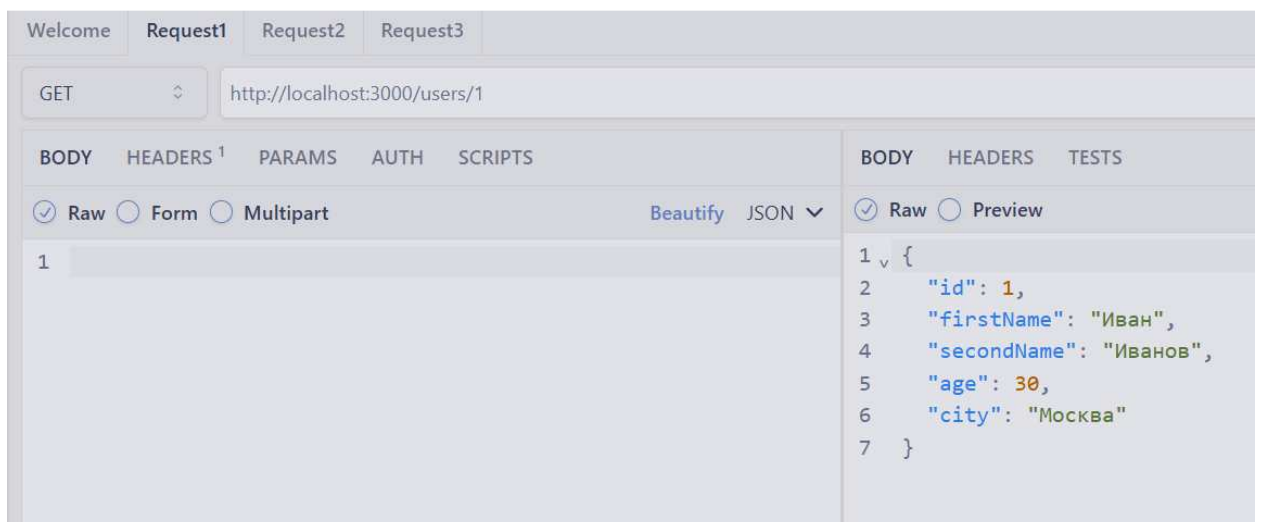 Welcome Request1 Request2 Request3
GET http://localhost:3000/users/1
BODY HEADERS 1 PARAMS AUTH SCRIPTS
Raw Form Multipart Beautify JSON
1
BODY HEADERS TESTS
Raw Preview
1 {
2 "id": 1,
3 "firstName": "Иван",
4 "secondName": "Иванов",
5 "age": 30,
6 "city": "Москва"
7 }